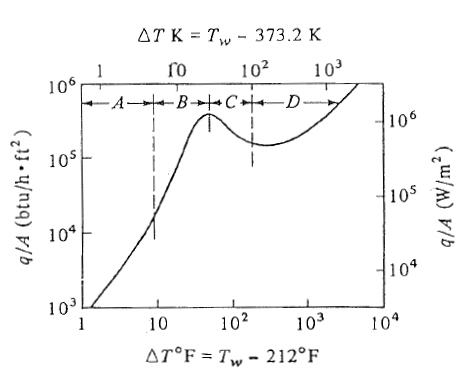 ΔT K = T_w − 373.2 K
1 10 10² 10³
10⁶ A B C D
10⁶
10⁵
10⁵
10⁴
10⁴
10³
q/A (btu/h·ft²)
q/A (W/m²)
1 10 10² 10³ 10⁴
ΔT°F = T_w − 212°F